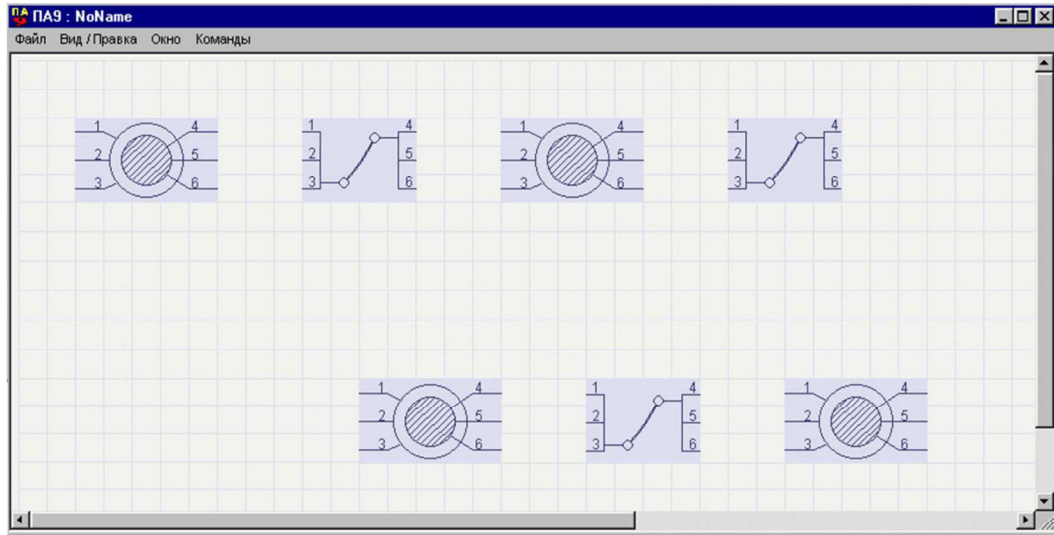 ПА ПА9 : NoName
Файл Вид / Правка Окно Команды
1 4 1 4 1 4 1 4
2 5 2 5 2 5 2 5
3 6 3 6 3 6 3 6
1 4 1 4 1 4
2 5 2 5 2 5
3 6 3 6 3 6